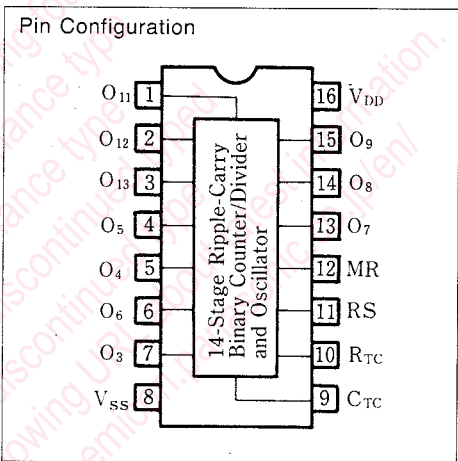 Pin Configuration
O11 1
16 VDD
O12 2
15 O9
O13 3
14 O8
O5 4
13 O7
O4 5
12 MR
O6 6
11 RS
O3 7
10 RTC
VSS 8
9 CTC
14-Stage Ripple-Carry
Binary Counter/Divider
and Oscillator